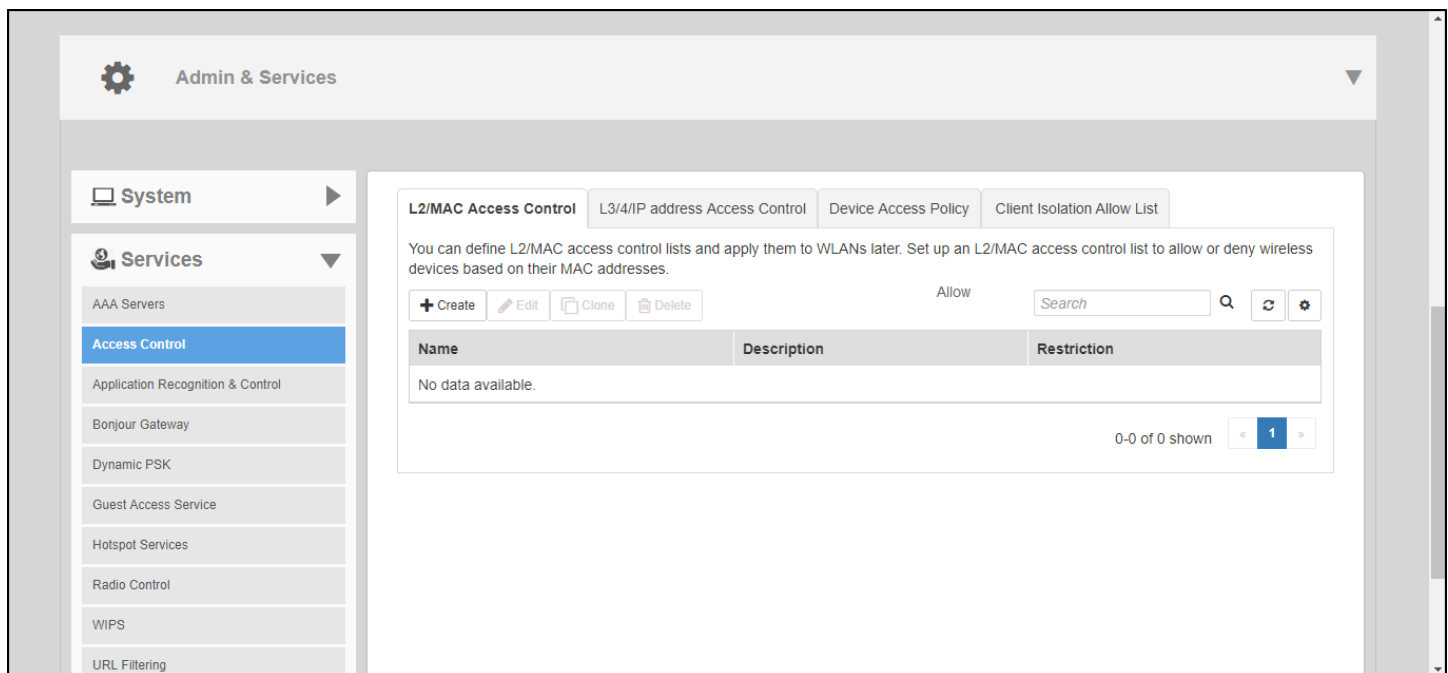 Admin & Services
System
Services
AAA Servers
Access Control
Application Recognition & Control
Bonjour Gateway
Dynamic PSK
Guest Access Service
Hotspot Services
Radio Control
WIPS
URL Filtering
L2/MAC Access Control L3/4/IP address Access Control Device Access Policy Client Isolation Allow List
You can define L2/MAC access control lists and apply them to WLANs later. Set up an L2/MAC access control list to allow or deny wireless
devices based on their MAC addresses.
Create Edit Clone Delete Allow Search
Name Description Restriction
No data available.
0-0 of 0 shown « 1 »